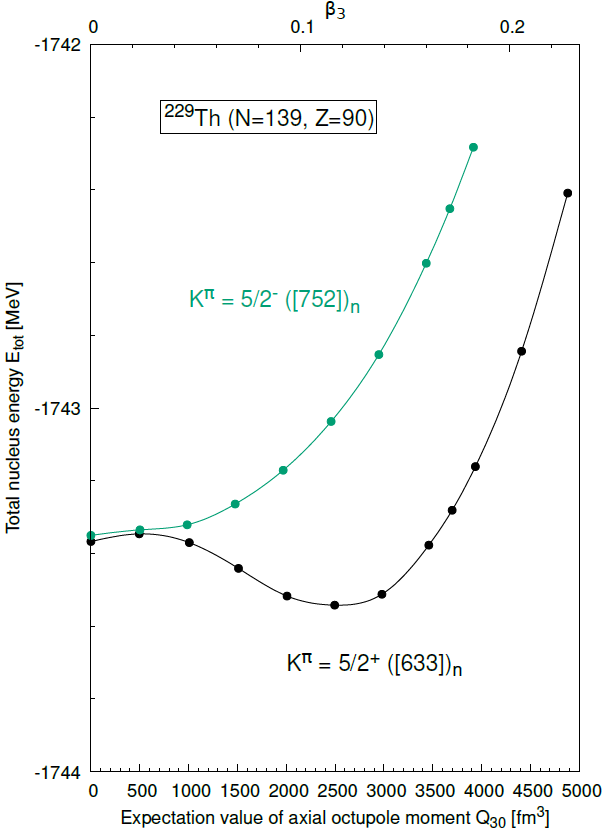 β3
0 0.1 0.2
-1742
229Th (N=139, Z=90)
Kπ = 5/2- ([752])n
-1743
Total nucleus energy Etot [MeV]
Kπ = 5/2+ ([633])n
-1744
0 500 1000 1500 2000 2500 3000 3500 4000 4500 5000
Expectation value of axial octupole moment Q30 [fm3]